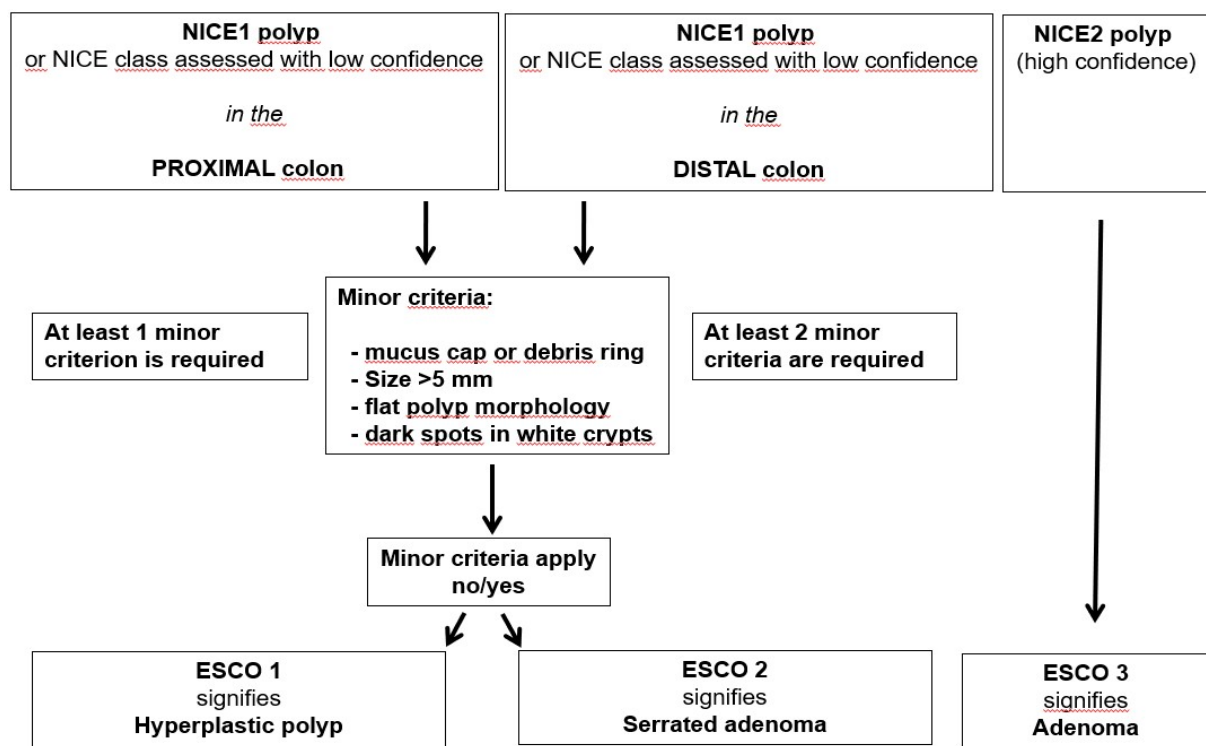 NICE1 polyp
or NICE class assessed with low confidence
in the
PROXIMAL colon
NICE1 polyp
or NICE class assessed with low confidence
in the
DISTAL colon
NICE2 polyp
(high confidence)
At least 1 minor
criterion is required
Minor criteria:
- mucus cap or debris ring
- Size >5 mm
- flat polyp morphology
- dark spots in white crypts
At least 2 minor
criteria are required
Minor criteria apply
no/yes
ESCO 1
signifies
Hyperplastic polyp
ESCO 2
signifies
Serrated adenoma
ESCO 3
signifies
Adenoma